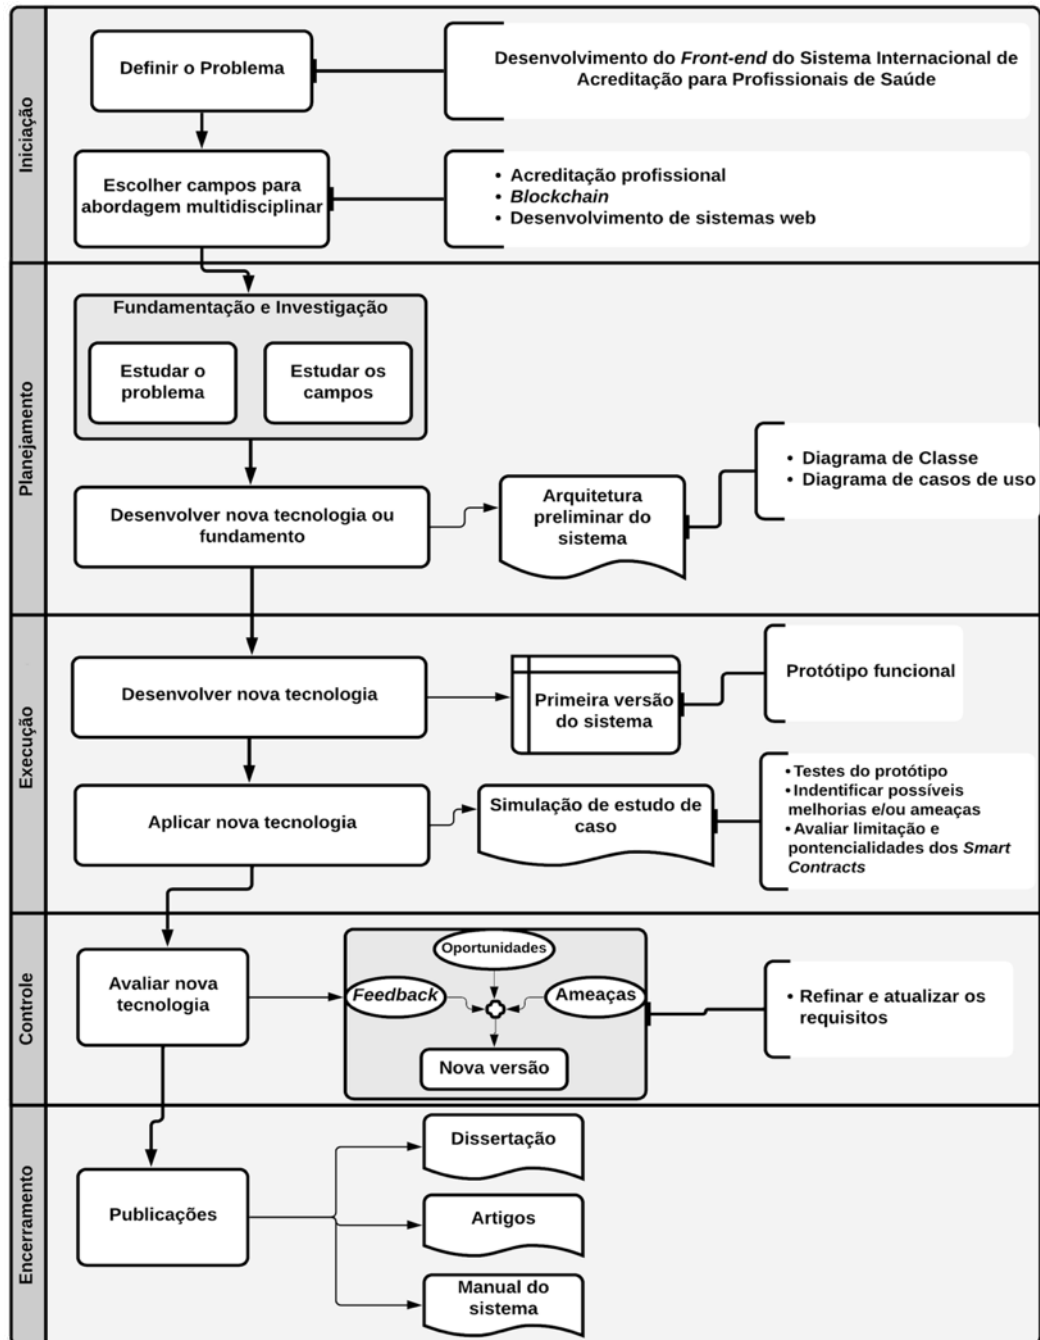 Iniciação
Definir o Problema
Desenvolvimento do Front-end do Sistema Internacional de
Acreditação para Profissionais de Saúde
Escolher campos para
abordagem multidisciplinar
• Acreditação profissional
• Blockchain
• Desenvolvimento de sistemas web
Planejamento
Fundamentação e Investigação
Estudar o
problema
Estudar os
campos
Desenvolver nova tecnologia ou
fundamento
Arquitetura
preliminar do
sistema
• Diagrama de Classe
• Diagrama de casos de uso
Execução
Desenvolver nova tecnologia
Primeira versão
do sistema
Protótipo funcional
Aplicar nova tecnologia
Simulação de estudo de
caso
• Testes do protótipo
• Indentificar possíveis
melhorias e/ou ameaças
• Avaliar limitação e
pontencialidades dos Smart
Contracts
Controle
Avaliar nova
tecnologia
Oportunidades
Feedback
Ameaças
Nova versão
• Refinar e atualizar os
requisitos
Encerramento
Publicações
Dissertação
Artigos
Manual do
sistema